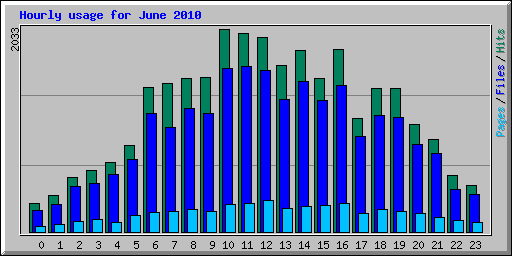 Hourly usage for June 2010
2033
Pages / Files / Hits
0 1 2 3 4 5 6 7 8 9 10 11 12 13 14 15 16 17 18 19 20 21 22 23